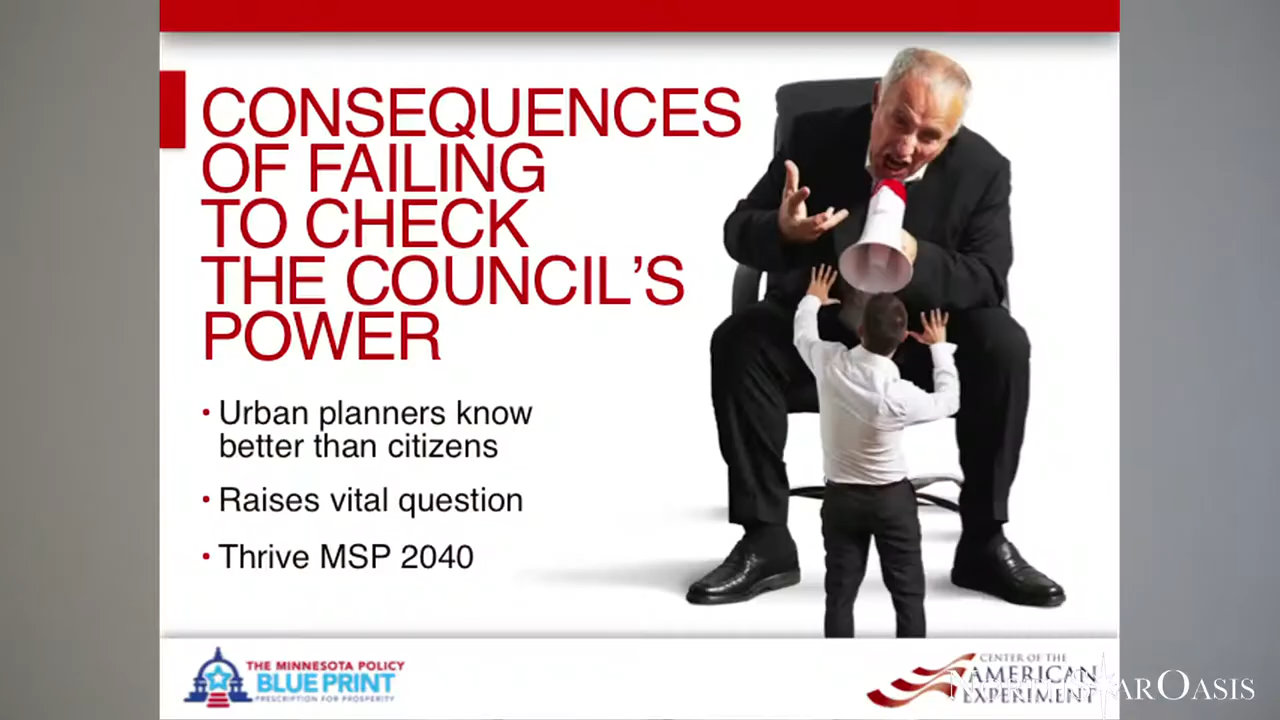 CONSEQUENCES
OF FAILING
TO CHECK
THE COUNCIL'S
POWER
• Urban planners know
better than citizens
• Raises vital question
• Thrive MSP 2040
THE MINNESOTA POLICY
BLUE PRINT
PRESCRIPTION FOR PROSPERITY
CENTER OF THE
AMERICAN
EXPERIMENT
OASIS